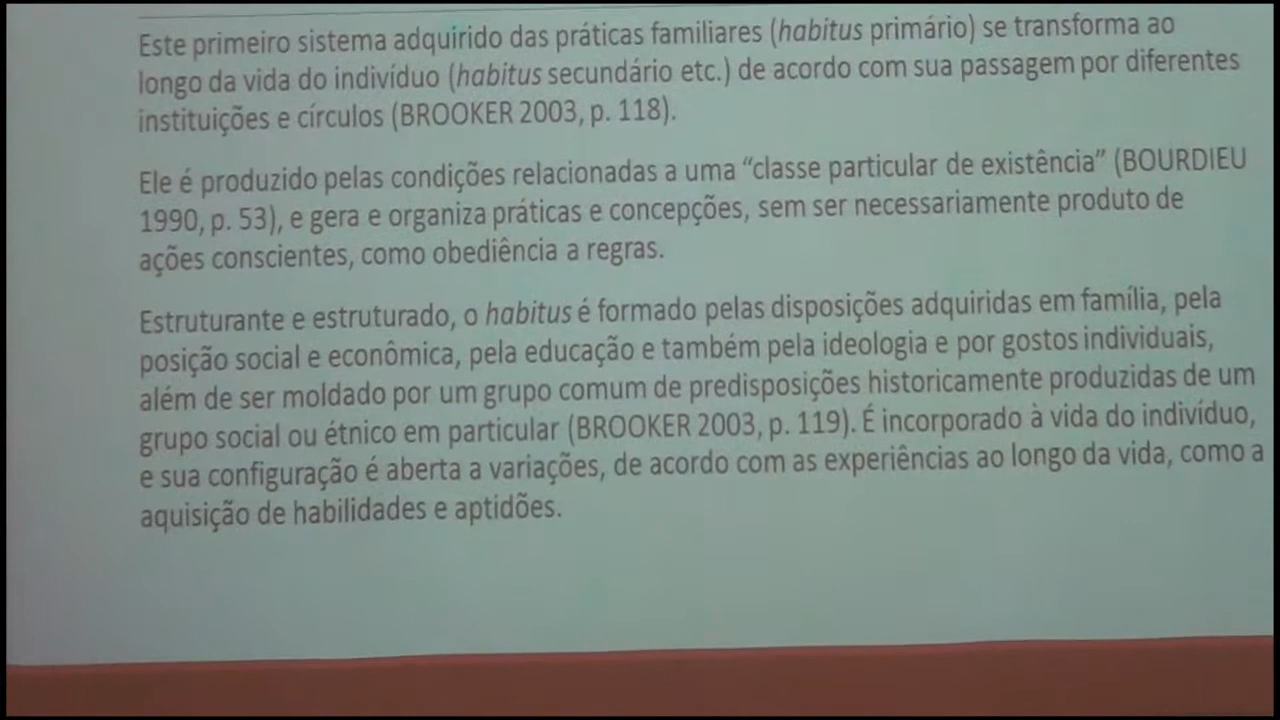 Este primeiro sistema adquirido das práticas familiares (habitus primário) se transforma ao
longo da vida do indivíduo (habitus secundário etc.) de acordo com sua passagem por diferentes
instituições e círculos (BROOKER 2003, p. 118).
Ele é produzido pelas condições relacionadas a uma “classe particular de existência” (BOURDIEU
1990, p. 53), e gera e organiza práticas e concepções, sem ser necessariamente produto de
ações conscientes, como obediência a regras.
Estruturante e estruturado, o habitus é formado pelas disposições adquiridas em família, pela
posição social e econômica, pela educação e também pela ideologia e por gostos individuais,
além de ser moldado por um grupo comum de predisposições historicamente produzidas de um
grupo social ou étnico em particular (BROOKER 2003, p. 119). É incorporado à vida do indivíduo,
e sua configuração é aberta a variações, de acordo com as experiências ao longo da vida, como a
aquisição de habilidades e aptidões.